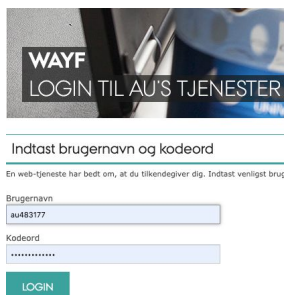 WAYF
LOGIN TIL AU'S TJENESTER
Indtast brugernavn og kodeord
En web-tjeneste har bedt om, at du tilkendegiver dig. Indtast venligst brug
Brugernavn
au483177
Kodeord
•••••••••••••
LOGIN